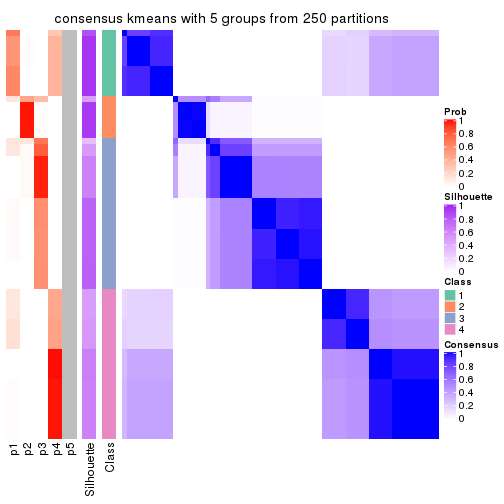 consensus kmeans with 5 groups from 250 partitions
Prob
1
0.8
0.6
0.4
0.2
0
Silhouette
1
0.8
0.6
0.4
0.2
0
Class
1
2
3
4
Consensus
1
0.8
0.6
0.4
0.2
0
p1
p2
p3
p4
p5
Silhouette
Class